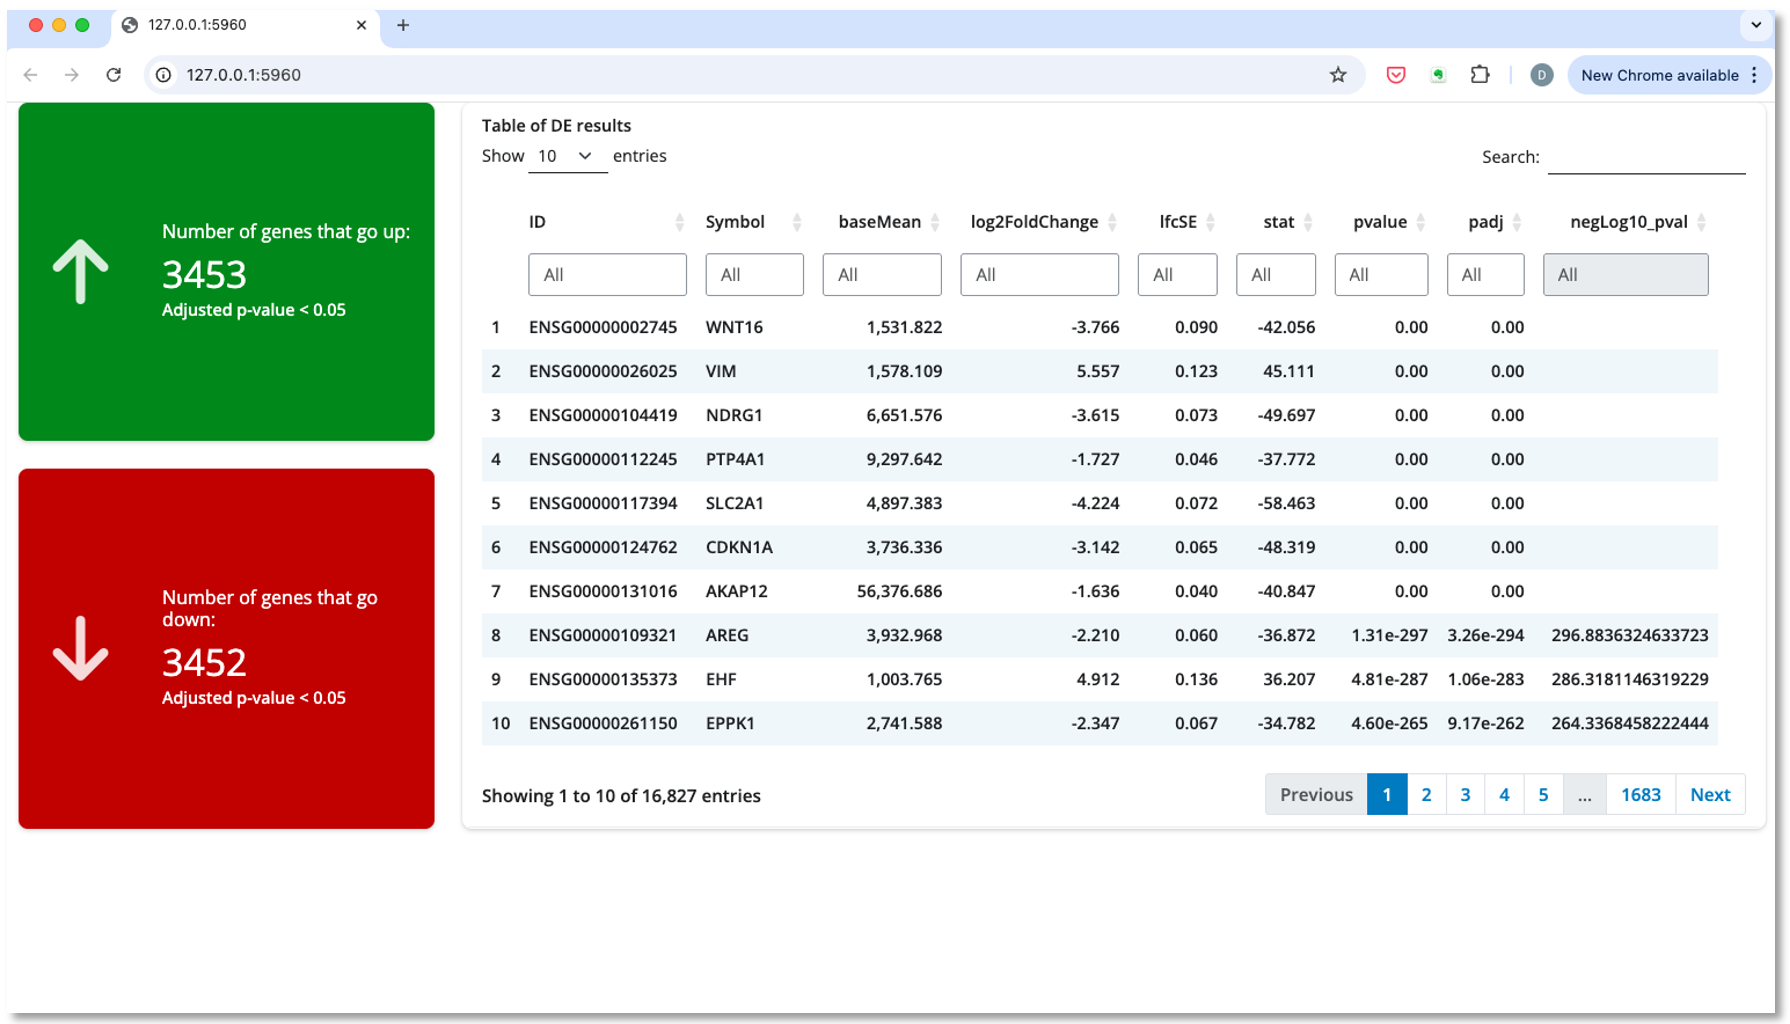 127.0.0.1:5960
127.0.0.1:5960
D
New Chrome available
Number of genes that go up:
3453
Adjusted p-value < 0.05
Number of genes that go
down:
3452
Adjusted p-value < 0.05
Table of DE results
Show 10 entries
Search:
ID Symbol baseMean log2FoldChange lfcSE stat pvalue padj negLog10_pval
All All All All All All All All All
1 ENSG00000002745 WNT16 1,531.822 -3.766 0.090 -42.056 0.00 0.00
2 ENSG00000026025 VIM 1,578.109 5.557 0.123 45.111 0.00 0.00
3 ENSG00000104419 NDRG1 6,651.576 -3.615 0.073 -49.697 0.00 0.00
4 ENSG00000112245 PTP4A1 9,297.642 -1.727 0.046 -37.772 0.00 0.00
5 ENSG00000117394 SLC2A1 4,897.383 -4.224 0.072 -58.463 0.00 0.00
6 ENSG00000124762 CDKN1A 3,736.336 -3.142 0.065 -48.319 0.00 0.00
7 ENSG00000131016 AKAP12 56,376.686 -1.636 0.040 -40.847 0.00 0.00
8 ENSG00000109321 AREG 3,932.968 -2.210 0.060 -36.872 1.31e-297 3.26e-294 296.8836324633723
9 ENSG00000135373 EHF 1,003.765 4.912 0.136 36.207 4.81e-287 1.06e-283 286.3181146319229
10 ENSG00000261150 EPPK1 2,741.588 -2.347 0.067 -34.782 4.60e-265 9.17e-262 264.3368458222444
Showing 1 to 10 of 16,827 entries
Previous 1 2 3 4 5 ... 1683 Next